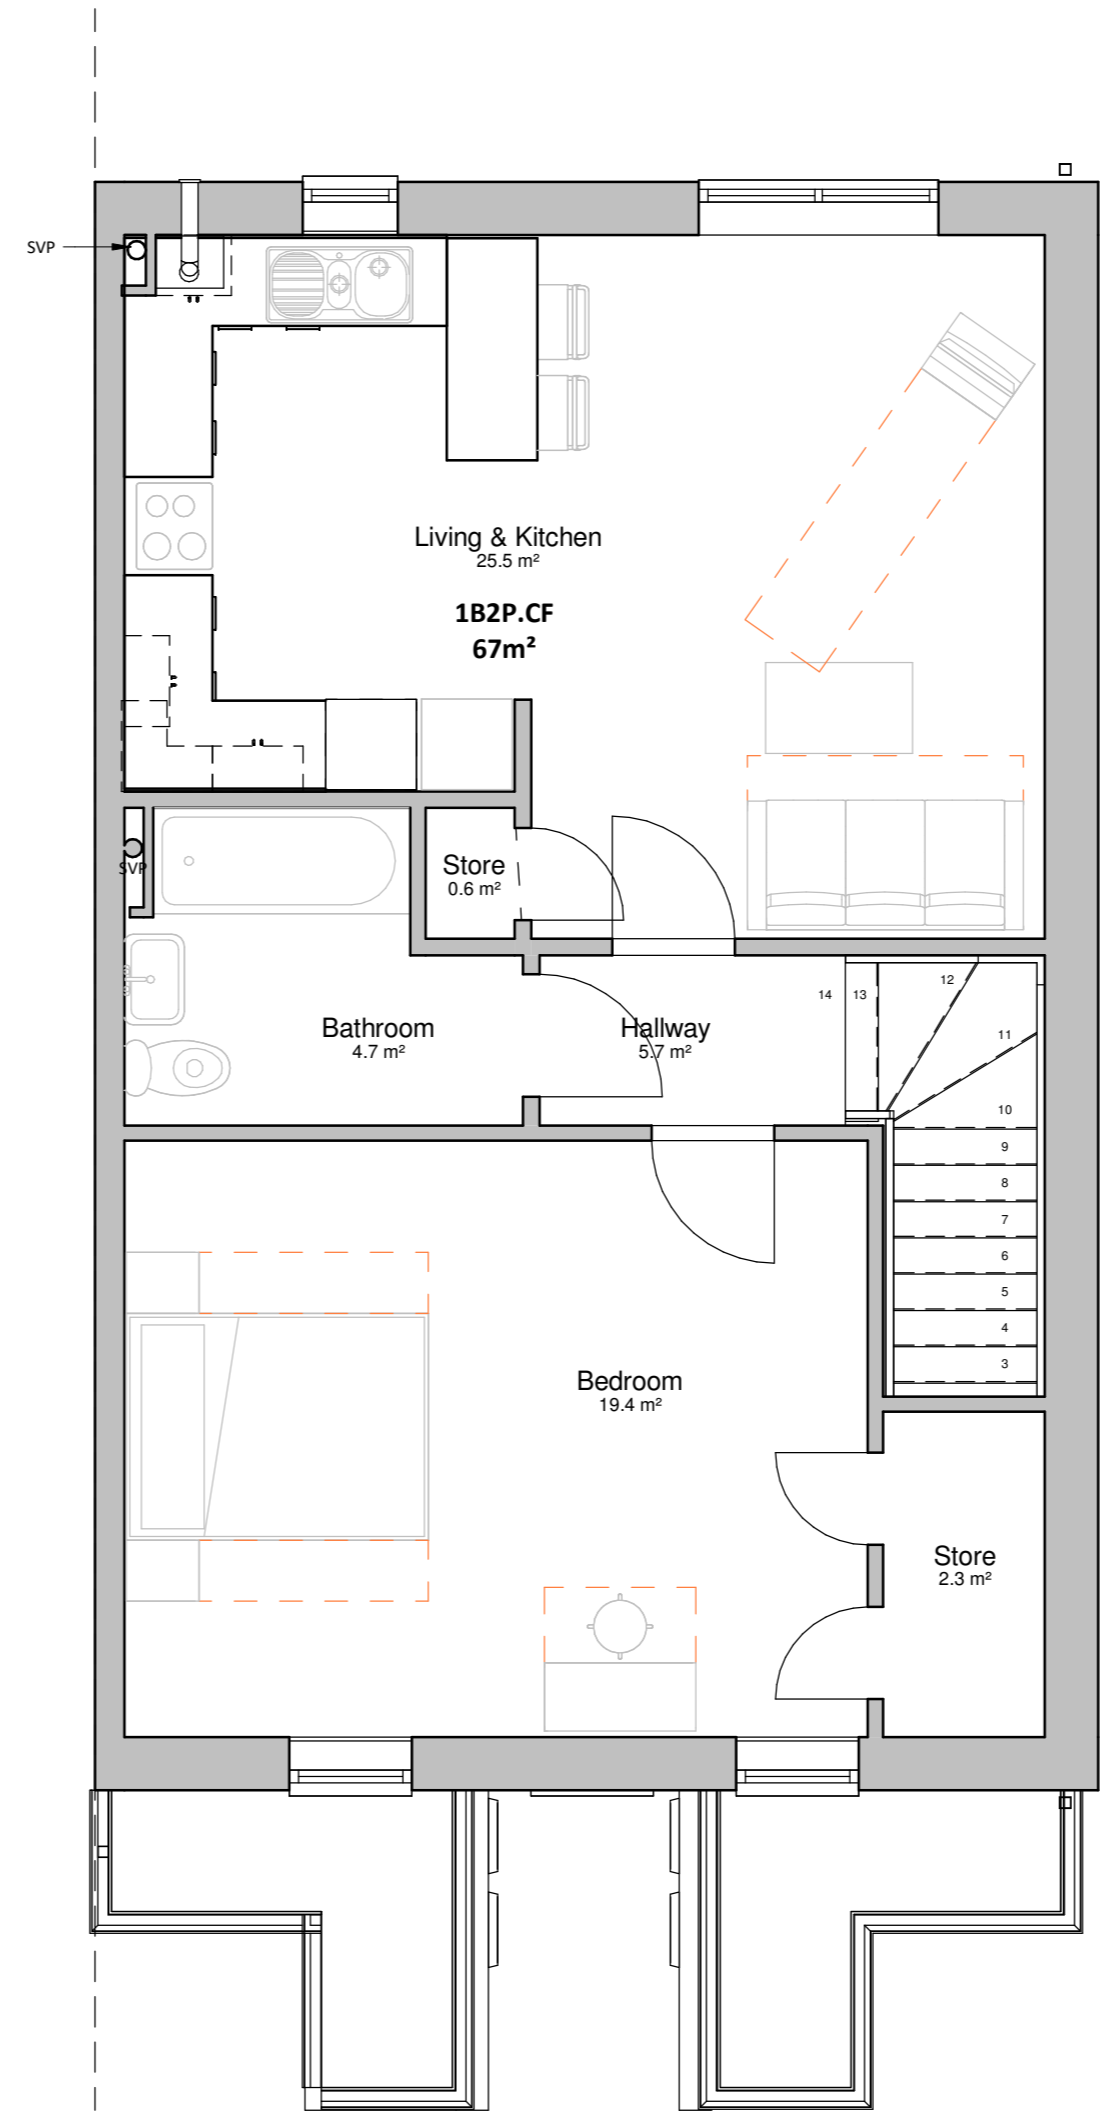 SVP
Living & Kitchen
25.5 m²
1B2P.CF
67m²
Store
0.6 m²
SVP
Bathroom
4.7 m²
Hallway
5.7 m²
14
13
12
11
10
9
8
7
6
5
4
3
Bedroom
19.4 m²
Store
2.3 m²